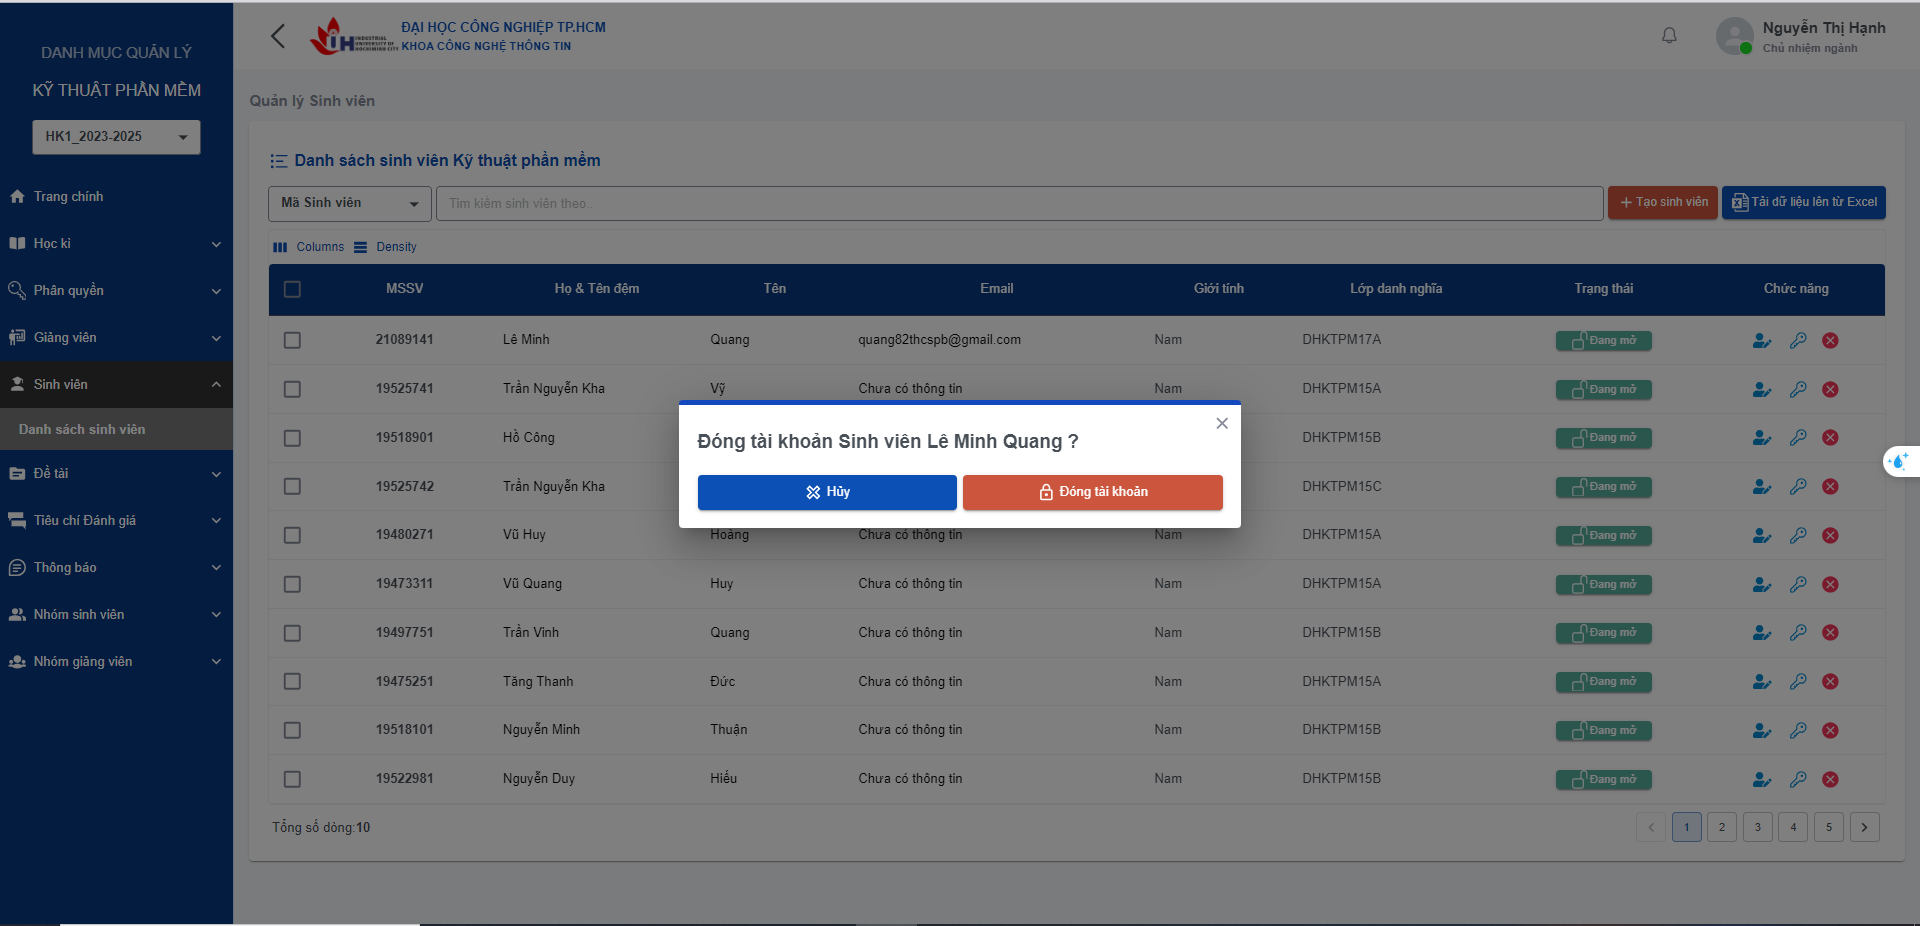 DANH MỤC QUẢN LÝ
KỸ THUẬT PHẦN MỀM
HK1_2023-2025
Trang chính
Học kì
Phân quyền
Giảng viên
Sinh viên
Danh sách sinh viên
Đề tài
Tiêu chí Đánh giá
Thông báo
Nhóm sinh viên
Nhóm giảng viên
IUH INDUSTRIAL UNIVERSITY OF HOCHIMINH CITY
ĐẠI HỌC CÔNG NGHIỆP TP.HCM
KHOA CÔNG NGHỆ THÔNG TIN
Nguyễn Thị Hạnh
Chủ nhiệm ngành
Quản lý Sinh viên
Danh sách sinh viên Kỹ thuật phần mềm
Mã Sinh viên Tìm kiếm sinh viên theo.. + Tạo sinh viên Tải dữ liệu lên từ Excel
Columns Density
MSSV Họ & Tên đệm Tên Email Giới tính Lớp danh nghĩa Trạng thái Chức năng
21089141 Lê Minh Quang quang82thcspb@gmail.com Nam DHKTPM17A Đang mở
19525741 Trần Nguyễn Kha Vỹ Chưa có thông tin Nam DHKTPM15A Đang mở
19518901 Hồ Công DHKTPM15B Đang mở
19525742 Trần Nguyễn Kha DHKTPM15C Đang mở
19480271 Vũ Huy Hoàng Chưa có thông tin Nam DHKTPM15A Đang mở
19473311 Vũ Quang Huy Chưa có thông tin Nam DHKTPM15A Đang mở
19497751 Trần Vinh Quang Chưa có thông tin Nam DHKTPM15B Đang mở
19475251 Tăng Thanh Đức Chưa có thông tin Nam DHKTPM15A Đang mở
19518101 Nguyễn Minh Thuận Chưa có thông tin Nam DHKTPM15B Đang mở
19522981 Nguyễn Duy Hiếu Chưa có thông tin Nam DHKTPM15B Đang mở
Tổng số dòng:10
1 2 3 4 5
Đóng tài khoản Sinh viên Lê Minh Quang ?
Hủy Đóng tài khoản